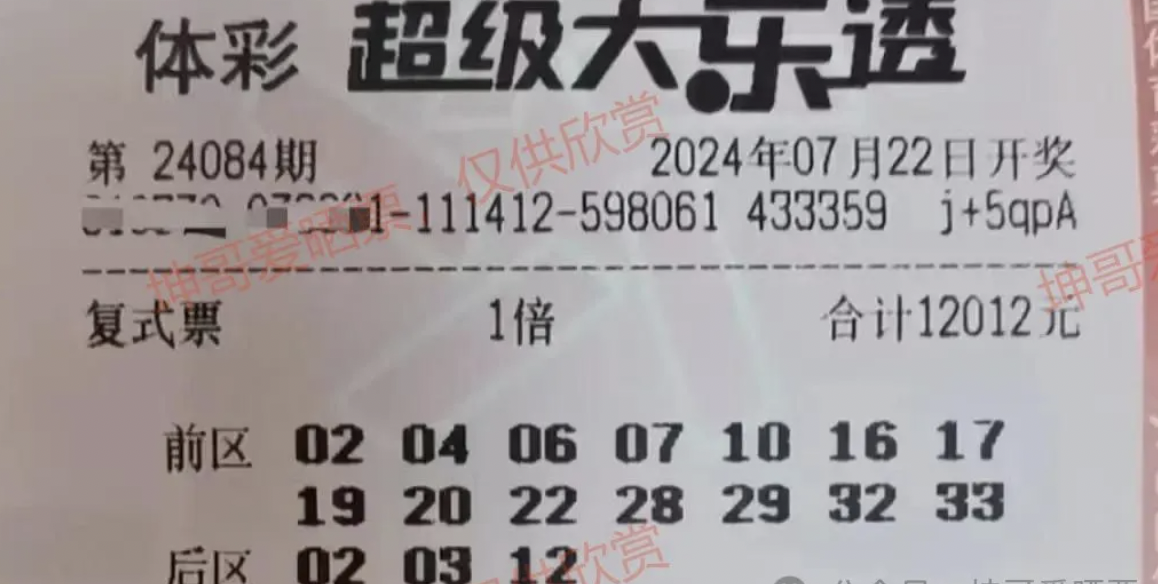 体彩 超级大乐透
第 24084期 2024年07月22日开奖
1-111412-598061 433359 j+5qpA
复式票 1倍 合计12012元
前区 02 04 06 07 10 16 17
19 20 22 28 29 32 33
后区 02 03 12
坤哥爱晒票，仅供欣赏
坤哥爱
欣赏